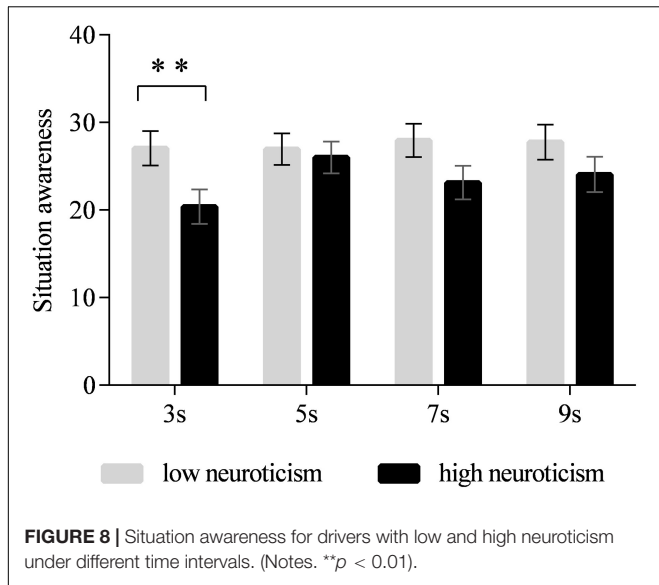 40
**
30
Situation awareness
20
10
0
3s 5s 7s 9s
low neuroticism high neuroticism
FIGURE 8 | Situation awareness for drivers with low and high neuroticism
under different time intervals. (Notes. **p < 0.01).